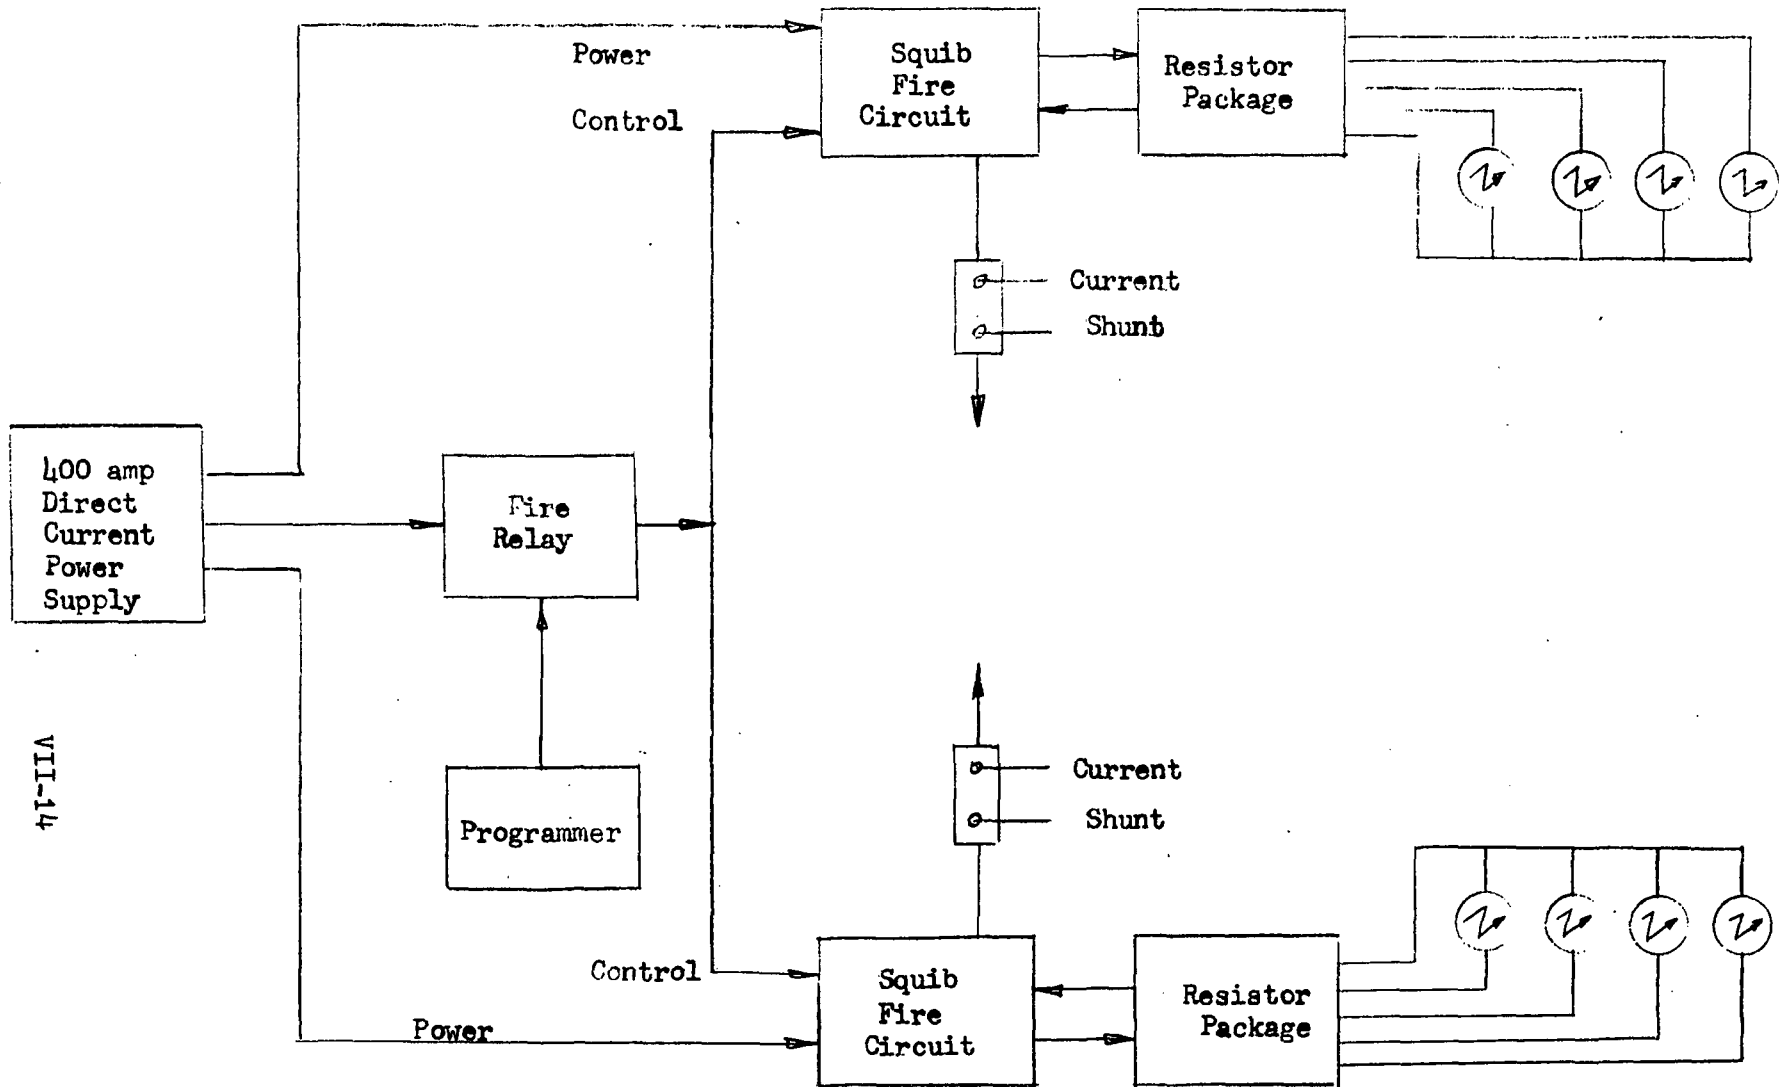 Power
Control
Squib
Fire
Circuit
Resistor
Package
Current
Shunt
400 amp
Direct
Current
Power
Supply
Fire
Relay
Programmer
VII-14
Current
Shunt
Control
Power
Squib
Fire
Circuit
Resistor
Package